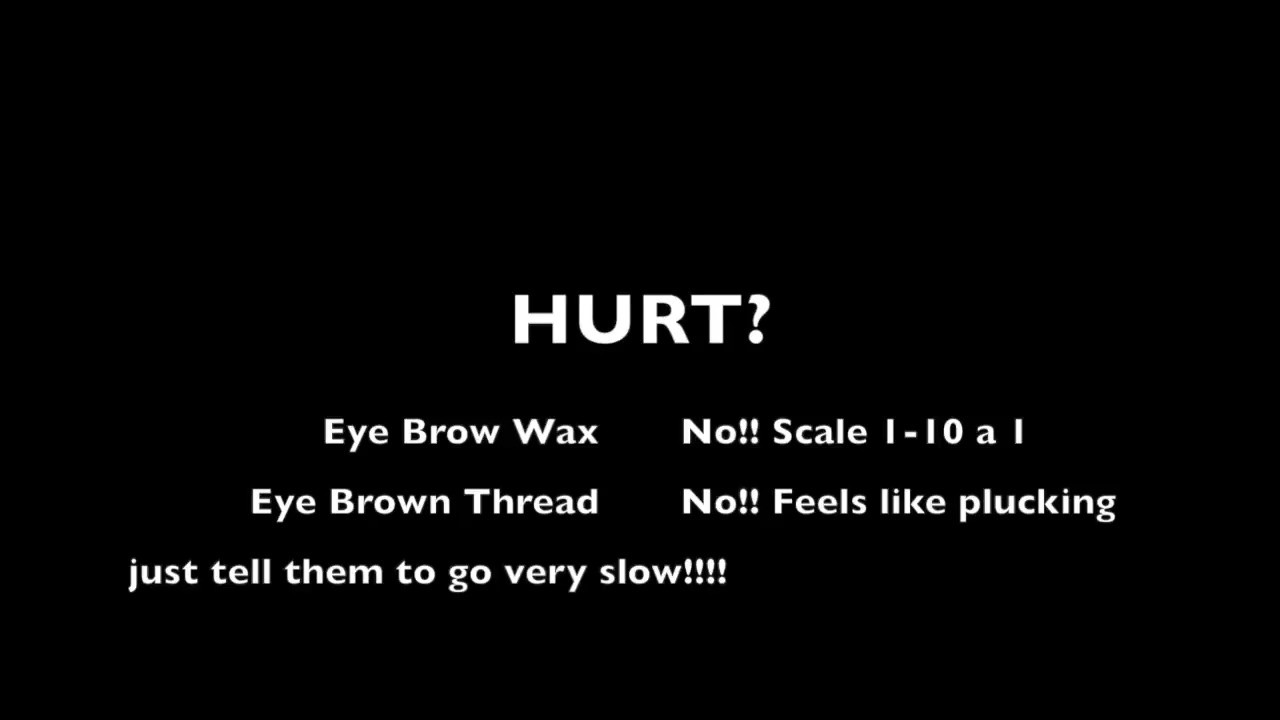 HURT?
Eye Brow Wax No!! Scale 1-10 a 1
Eye Brown Thread No!! Feels like plucking
just tell them to go very slow!!!!